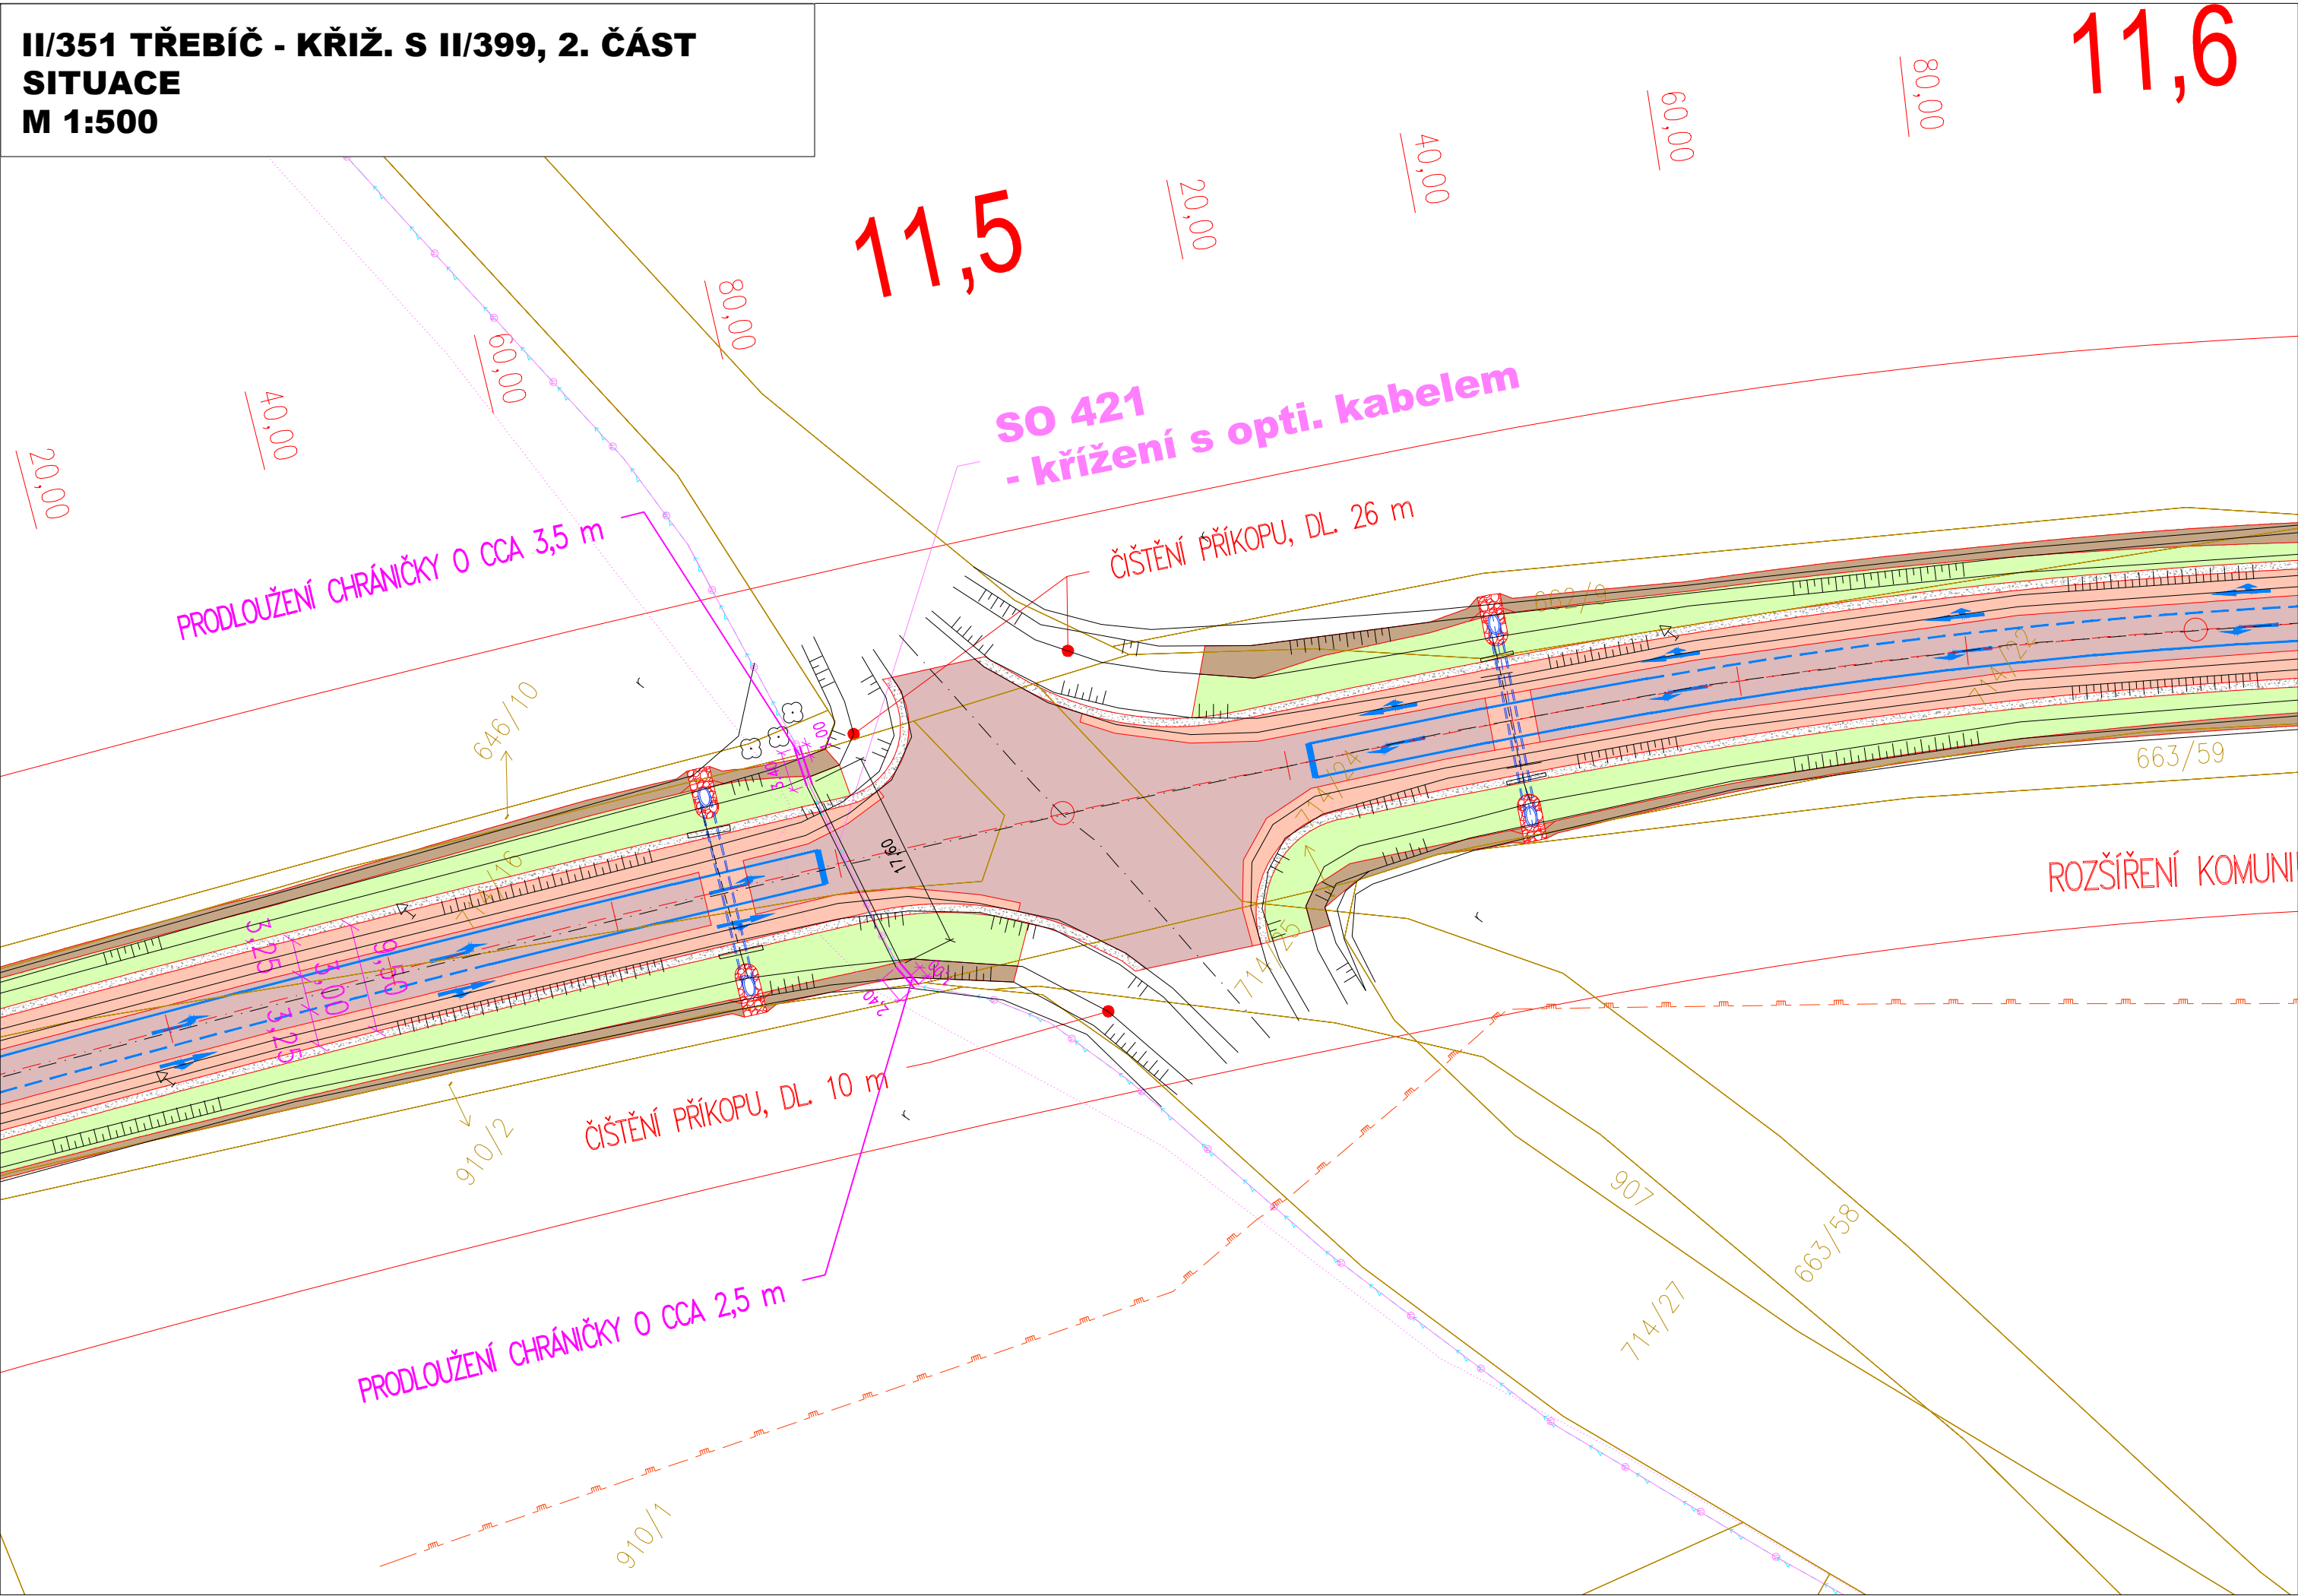 II/351 TŘEBÍČ - KŘIŽ. S II/399, 2. ČÁST
SITUACE
M 1:500
11,6
80,00
60,00
40,00
20,00
11,5
80,00
60,00
40,00
20,00
SO 421
- křížení s opti. kabelem
ČIŠTĚNÍ PŘÍKOPU, DL. 26 m
PRODLOUŽENÍ CHRÁNIČKY O CCA 3,5 m
646/10
714/22
663/59
714/24
17,60
ROZŠÍŘENÍ KOMUNI
3,25
3,00
3,25
9,50
714/25
2,40
ČIŠTĚNÍ PŘÍKOPU, DL. 10 m
910/2
907
663/58
714/27
PRODLOUŽENÍ CHRÁNIČKY O CCA 2,5 m
910/1